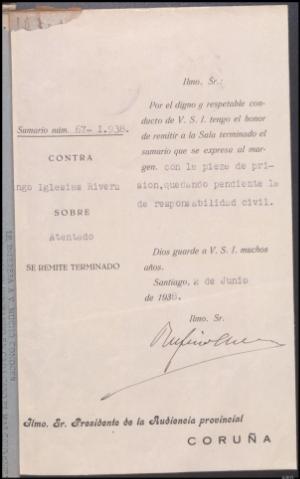 Ilmo. Sr.:
Por el digno y respetable con-
ducto de V. S. I. tengo el honor
de remitir a la Sala terminado el
sumario que se expresa al mar-
gen. con la pieza de pri-
sion, quedando pendiente la
de responsabilidad civil.
Dios guarde a V. S. I. muchos
años.
Santiago, 2 de Junio
de 1938.
Ilmo. Sr.
Sumario núm. 67- 1.938.
CONTRA
ngo Iglesias Rivera
SOBRE
Atentado
SE REMITE TERMINADO
Ilmo. Sr. Presidente de la Audiencia provincial
CORUÑA